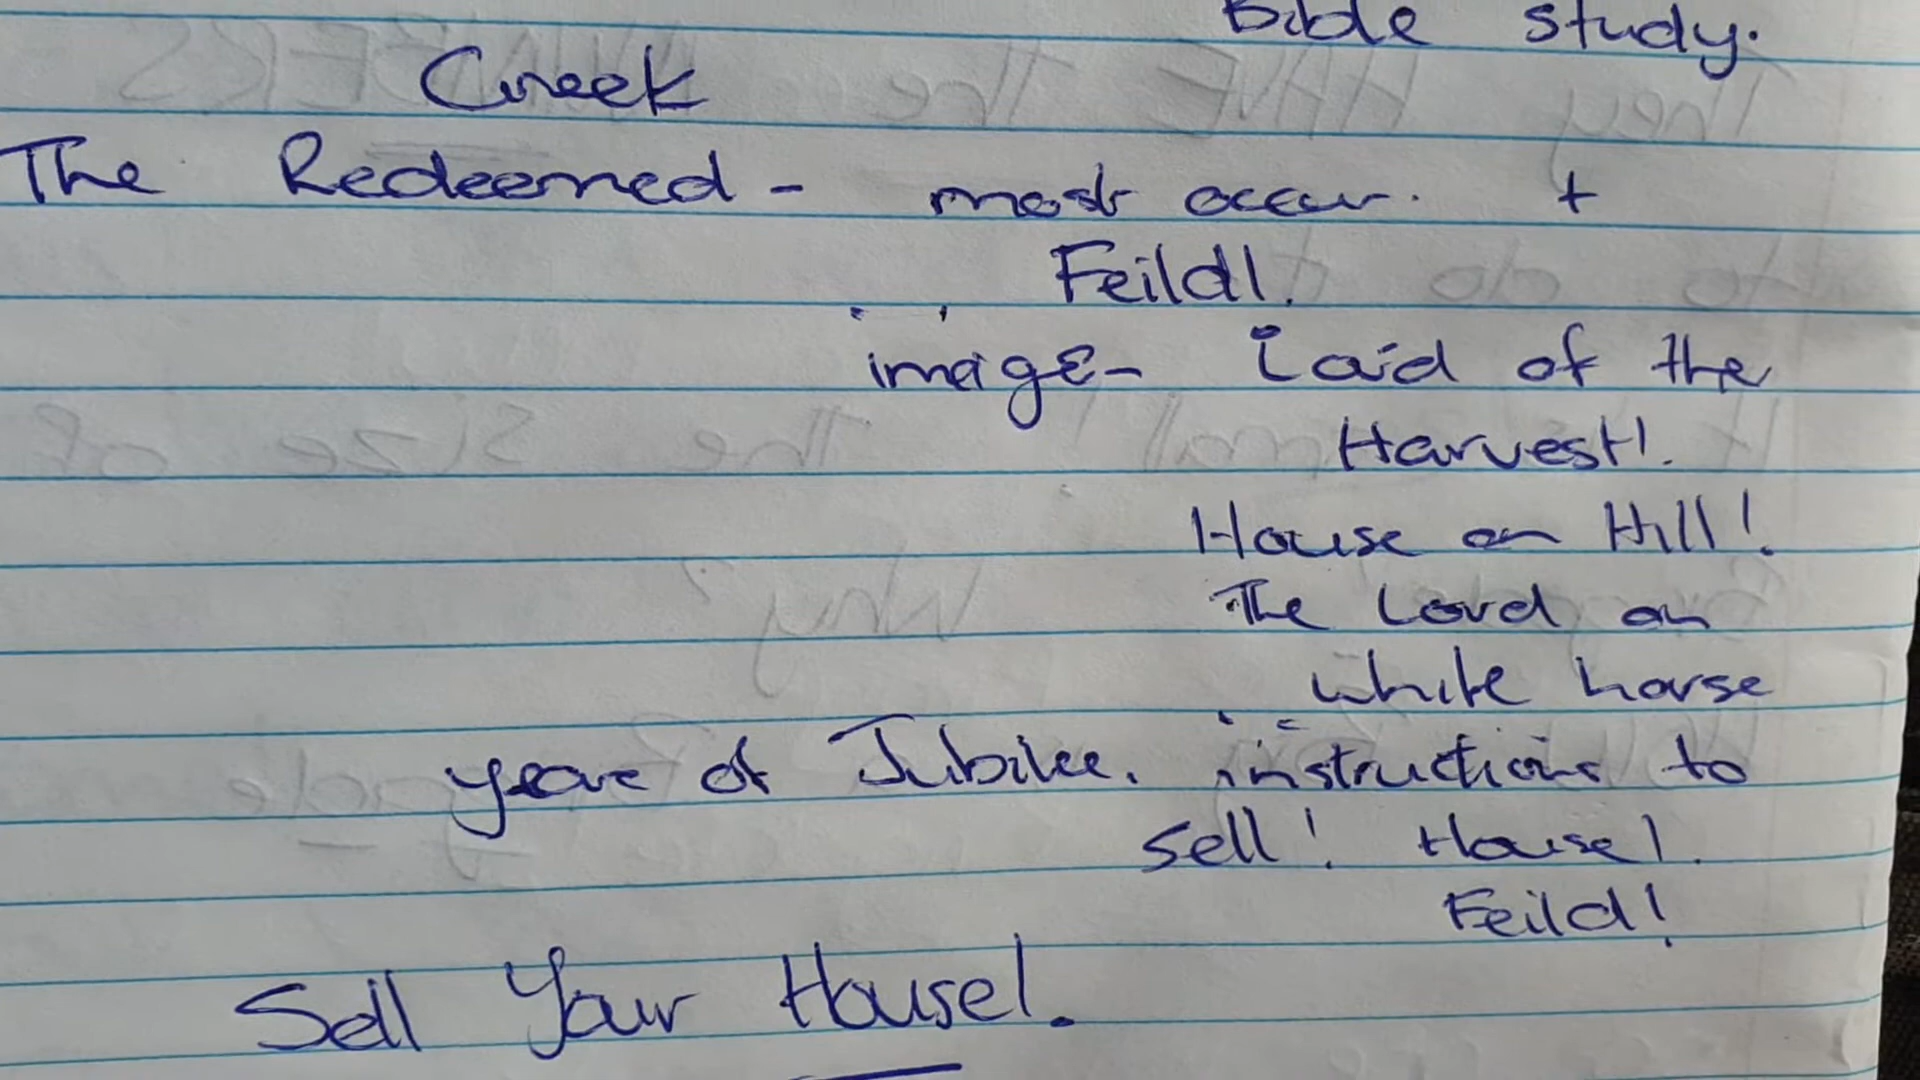 Bible study.
Creek
The Redeemed - most occur. +
Feild!.
image- Laid of the
Harvest!.
House on Hill!.
The Lord on
white horse
year of Jubilee. instructions to
sell! House!.
Feild!
Sell Your House!.